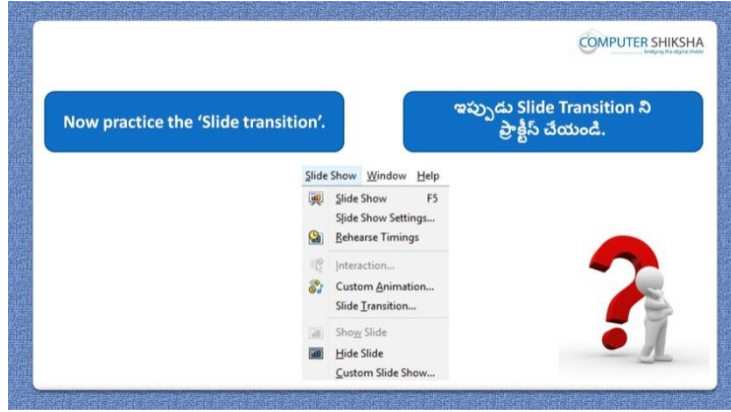 COMPUTER SHIKSHA
bridging the digital divide
Now practice the ‘Slide transition’.
ఇప్పుడు Slide Transition ని
ప్రాక్టీస్ చేయండి.
Slide Show Window Help
Slide Show F5
Slide Show Settings...
Rehearse Timings
Interaction...
Custom Animation...
Slide Transition...
Show Slide
Hide Slide
Custom Slide Show...